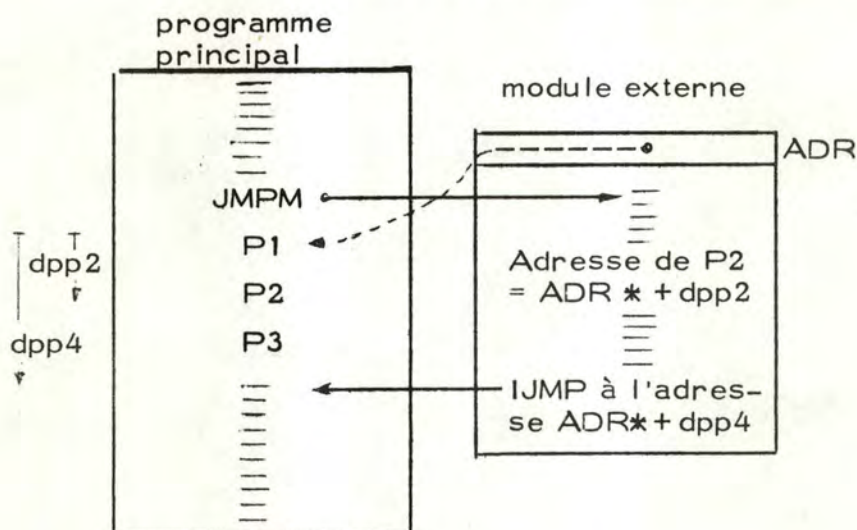 programme
principal
module externe
ADR
JMPM
P1
dpp2
P2
dpp4
P3
Adresse de P2
= ADR * + dpp2
IJMP à l'adres-
se ADR* + dpp4